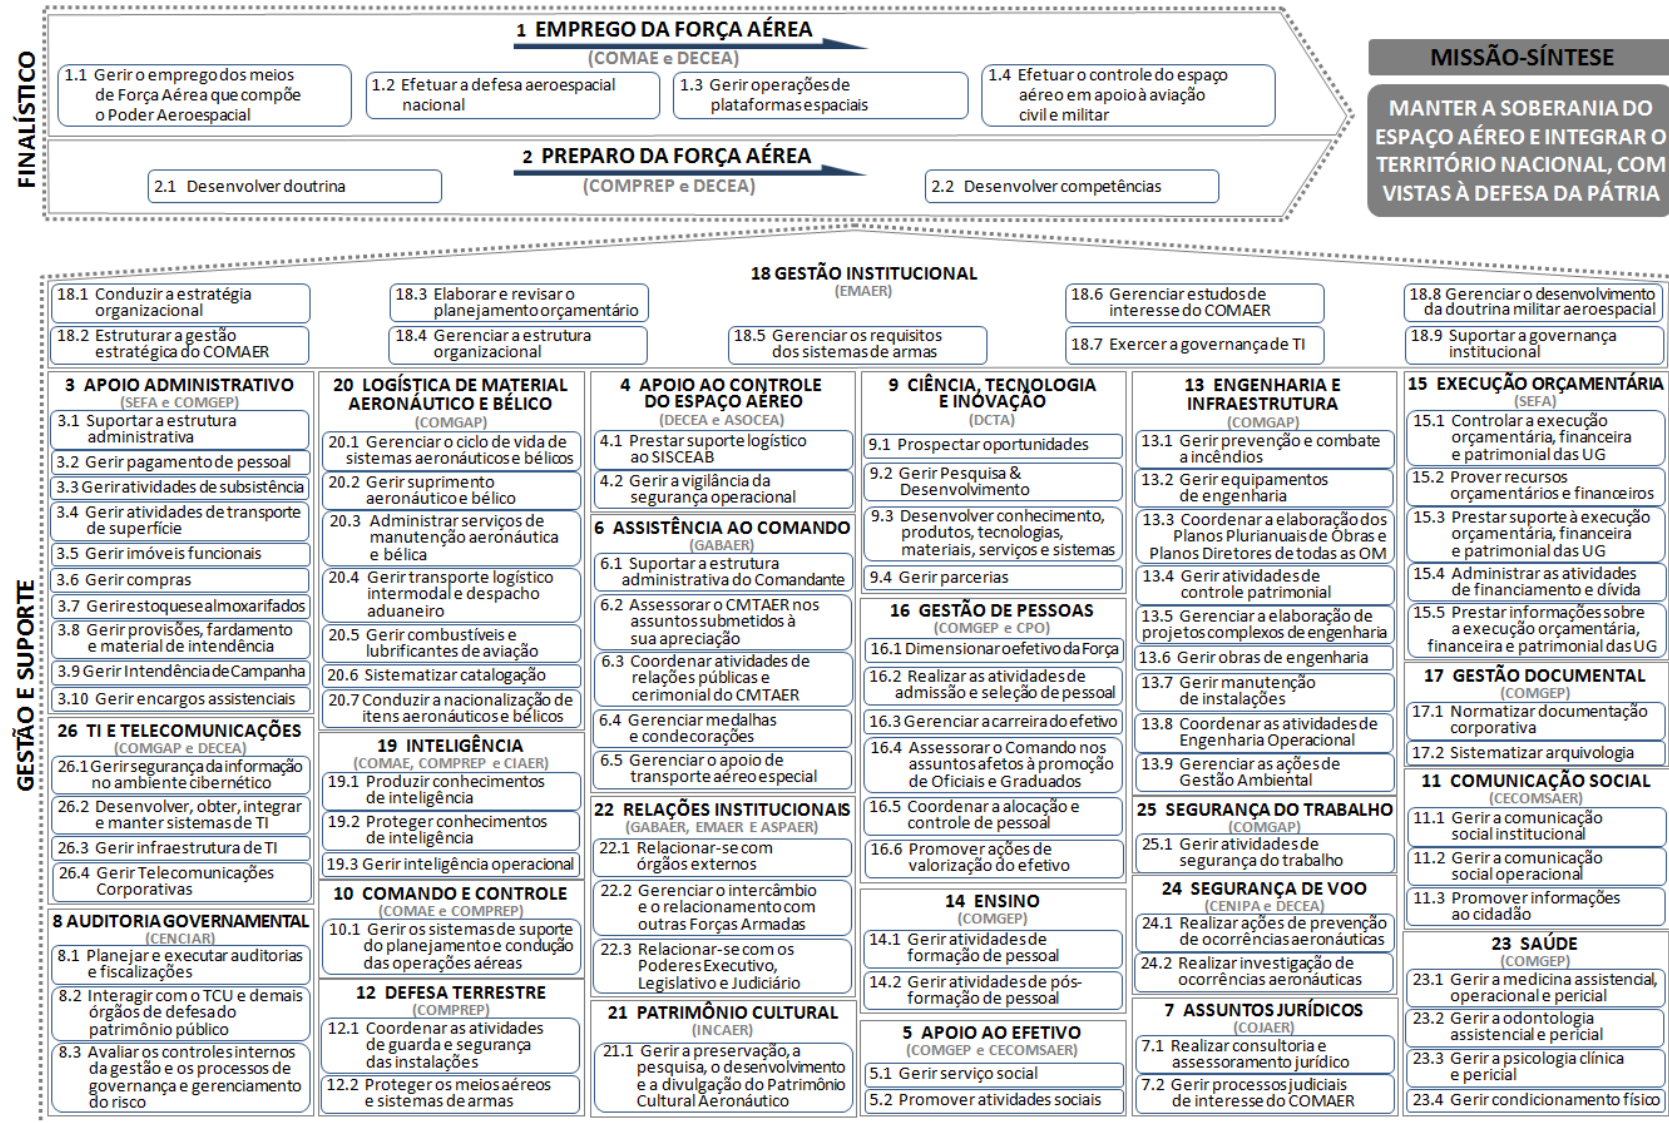 FINALÍSTICO
1 EMPREGO DA FORÇA AÉREA
(COMAE e DECEA)
1.1 Gerir o emprego dos meios
de Força Aérea que compõe
o Poder Aeroespacial
1.2 Efetuar a defesa aeroespacial
nacional
1.3 Gerir operações de
plataformas espaciais
1.4 Efetuar o controle do espaço
aéreo em apoio à aviação
civil e militar
2 PREPARO DA FORÇA AÉREA
(COMPREP e DECEA)
2.1 Desenvolver doutrina
2.2 Desenvolver competências
MISSÃO-SÍNTESE
MANTER A SOBERANIA DO
ESPAÇO AÉREO E INTEGRAR O
TERRITÓRIO NACIONAL, COM
VISTAS À DEFESA DA PÁTRIA
GESTÃO E SUPORTE
18 GESTÃO INSTITUCIONAL
(EMAER)
18.1 Conduzir a estratégia
organizacional
18.2 Estruturar a gestão
estratégica do COMAER
18.3 Elaborar e revisar o
planejamento orçamentário
18.4 Gerenciar a estrutura
organizacional
18.5 Gerenciar os requisitos
dos sistemas de armas
18.6 Gerenciar estudos de
interesse do COMAER
18.7 Exercer a governança de TI
18.8 Gerenciar o desenvolvimento
da doutrina militar aeroespacial
18.9 Suportar a governança
institucional
3 APOIO ADMINISTRATIVO
(SEFA e COMGEP)
3.1 Suportar a estrutura
administrativa
3.2 Gerir pagamento de pessoal
3.3 Gerir atividades de subsistência
3.4 Gerir atividades de transporte
de superfície
3.5 Gerir imóveis funcionais
3.6 Gerir compras
3.7 Gerir estoques e almoxarifados
3.8 Gerir provisões, fardamento
e material de intendência
3.9 Gerir Intendência de Campanha
3.10 Gerir encargos assistenciais
26 TI E TELECOMUNICAÇÕES
(COMGAP e DECEA)
26.1 Gerir segurança da informação
no ambiente cibernético
26.2 Desenvolver, obter, integrar
e manter sistemas de TI
26.3 Gerir infraestrutura de TI
26.4 Gerir Telecomunicações
Corporativas
8 AUDITORIA GOVERNAMENTAL
(CENCIAR)
8.1 Planejar e executar auditorias
e fiscalizações
8.2 Interagir com o TCU e demais
órgãos de defesa do
patrimônio público
8.3 Avaliar os controles internos
da gestão e os processos de
governança e gerenciamento
do risco
20 LOGÍSTICA DE MATERIAL
AERONÁUTICO E BÉLICO
(COMGAP)
20.1 Gerenciar o ciclo de vida de
sistemas aeronáuticos e bélicos
20.2 Gerir suprimento
aeronáutico e bélico
20.3 Administrar serviços de
manutenção aeronáutica
e bélica
20.4 Gerir transporte logístico
intermodal e despacho
aduaneiro
20.5 Gerir combustíveis e
lubrificantes de aviação
20.6 Sistematizar catalogação
20.7 Conduzir a nacionalização de
itens aeronáuticos e bélicos
19 INTELIGÊNCIA
(COMAE, COMPREP e CIAER)
19.1 Produzir conhecimentos
de inteligência
19.2 Proteger conhecimentos
de inteligência
19.3 Gerir inteligência operacional
10 COMANDO E CONTROLE
(COMAE e COMPREP)
10.1 Gerir os sistemas de suporte
do planejamento e condução
das operações aéreas
12 DEFESA TERRESTRE
(COMPREP)
12.1 Coordenar as atividades
de guarda e segurança
das instalações
12.2 Proteger os meios aéreos
e sistemas de armas
4 APOIO AO CONTROLE
DO ESPAÇO AÉREO
(DECEA e ASOCEA)
4.1 Prestar suporte logístico
ao SISCEAB
4.2 Gerir a vigilância da
segurança operacional
6 ASSISTÊNCIA AO COMANDO
(GABAER)
6.1 Suportar a estrutura
administrativa do Comandante
6.2 Assessorar o CMTAER nos
assuntos submetidos à
sua apreciação
6.3 Coordenar atividades de
relações públicas e
cerimonial do CMTAER
6.4 Gerenciar medalhas
e condecorações
6.5 Gerenciar o apoio de
transporte aéreo especial
22 RELAÇÕES INSTITUCIONAIS
(GABAER, EMAER E ASPAER)
22.1 Relacionar-se com
órgãos externos
22.2 Gerenciar o intercâmbio
e o relacionamento com
outras Forças Armadas
22.3 Relacionar-se com os
Poderes Executivo,
Legislativo e Judiciário
21 PATRIMÔNIO CULTURAL
(INCAER)
21.1 Gerir a preservação, a
pesquisa, o desenvolvimento
e a divulgação do Patrimônio
Cultural Aeronáutico
9 CIÊNCIA, TECNOLOGIA
E INOVAÇÃO
(DCTA)
9.1 Prospectar oportunidades
9.2 Gerir Pesquisa &
Desenvolvimento
9.3 Desenvolver conhecimento,
produtos, tecnologias,
materiais, serviços e sistemas
9.4 Gerir parcerias
16 GESTÃO DE PESSOAS
(COMGEP e CPO)
16.1 Dimensionar o efetivo da Força
16.2 Realizar as atividades de
admissão e seleção de pessoal
16.3 Gerenciar a carreira do efetivo
16.4 Assessorar o Comando nos
assuntos afetos à promoção
de Oficiais e Graduados
16.5 Coordenar a alocação e
controle de pessoal
16.6 Promover ações de
valorização do efetivo
14 ENSINO
(COMGEP)
14.1 Gerir atividades de
formação de pessoal
14.2 Gerir atividades de pós-
formação de pessoal
5 APOIO AO EFETIVO
(COMGEP e CECOMSAER)
5.1 Gerir serviço social
5.2 Promover atividades sociais
13 ENGENHARIA E
INFRAESTRUTURA
(COMGAP)
13.1 Gerir prevenção e combate
a incêndios
13.2 Gerir equipamentos
de engenharia
13.3 Coordenar a elaboração dos
Planos Plurianuais de Obras e
Planos Diretores de todas as OM
13.4 Gerir atividades de
controle patrimonial
13.5 Gerenciar a elaboração de
projetos complexos de engenharia
13.6 Gerir obras de engenharia
13.7 Gerir manutenção
de instalações
13.8 Coordenar as atividades de
Engenharia Operacional
13.9 Gerenciar as ações de
Gestão Ambiental
25 SEGURANÇA DO TRABALHO
(COMGAP)
25.1 Gerir atividades de
segurança do trabalho
24 SEGURANÇA DE VOO
(CENIPA e DECEA)
24.1 Realizar ações de prevenção
de ocorrências aeronáuticas
24.2 Realizar investigação de
ocorrências aeronáuticas
7 ASSUNTOS JURÍDICOS
(COJAER)
7.1 Realizar consultoria e
assessoramento jurídico
7.2 Gerir processos judiciais
de interesse do COMAER
15 EXECUÇÃO ORÇAMENTÁRIA
(SEFA)
15.1 Controlar a execução
orçamentária, financeira
e patrimonial das UG
15.2 Prover recursos
orçamentários e financeiros
15.3 Prestar suporte à execução
orçamentária, financeira
e patrimonial das UG
15.4 Administrar as atividades
de financiamento e dívida
15.5 Prestar informações sobre
a execução orçamentária,
financeira e patrimonial das UG
17 GESTÃO DOCUMENTAL
(COMGEP)
17.1 Normatizar documentação
corporativa
17.2 Sistematizar arquivologia
11 COMUNICAÇÃO SOCIAL
(CECOMSAER)
11.1 Gerir a comunicação
social institucional
11.2 Gerir a comunicação
social operacional
11.3 Promover informações
ao cidadão
23 SAÚDE
(COMGEP)
23.1 Gerir a medicina assistencial,
operacional e pericial
23.2 Gerir a odontologia
assistencial e pericial
23.3 Gerir a psicologia clínica
e pericial
23.4 Gerir condicionamento físico